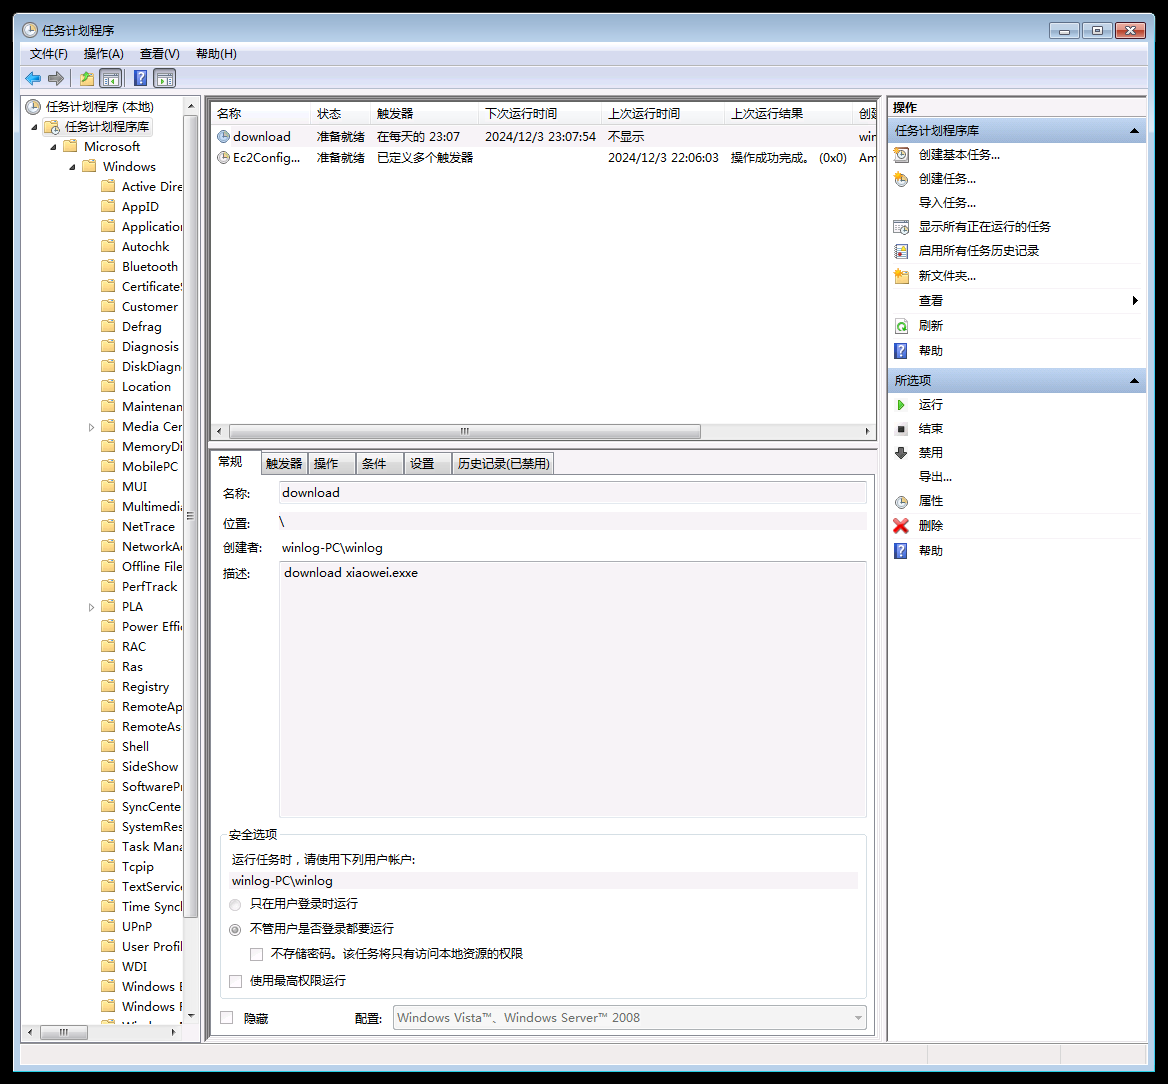 任务计划程序
文件(F) 操作(A) 查看(V) 帮助(H)
任务计划程序 (本地)
任务计划程序库
Microsoft
Windows
Active Dire
AppID
Application
Autochk
Bluetooth
CertificateS
Customer
Defrag
Diagnosis
DiskDiagn
Location
Maintenan
Media Cen
MemoryDi
MobilePC
MUI
Multimedia
NetTrace
NetworkAc
Offline File
PerfTrack
PLA
Power Effi
RAC
Ras
Registry
RemoteAp
RemoteAs
Shell
SideShow
SoftwarePr
SyncCente
SystemRes
Task Mana
Tcpip
TextService
Time Syncl
UPnP
User Profil
WDI
Windows E
Windows F
名称 状态 触发器 下次运行时间 上次运行时间 上次运行结果 创建
download 准备就绪 在每天的 23:07 2024/12/3 23:07:54 不显示 win
Ec2Config... 准备就绪 已定义多个触发器 2024/12/3 22:06:03 操作成功完成。 (0x0) Am
常规 触发器 操作 条件 设置 历史记录(已禁用)
名称: download
位置: \
创建者: winlog-PC\winlog
描述: download xiaowei.exxe
安全选项
运行任务时，请使用下列用户帐户:
winlog-PC\winlog
只在用户登录时运行
不管用户是否登录都要运行
不存储密码。该任务将只有访问本地资源的权限
使用最高权限运行
隐藏 配置: Windows Vista™、Windows Server™ 2008
操作
任务计划程序库
创建基本任务...
创建任务...
导入任务...
显示所有正在运行的任务
启用所有任务历史记录
新文件夹...
查看
刷新
帮助
所选项
运行
结束
禁用
导出...
属性
删除
帮助